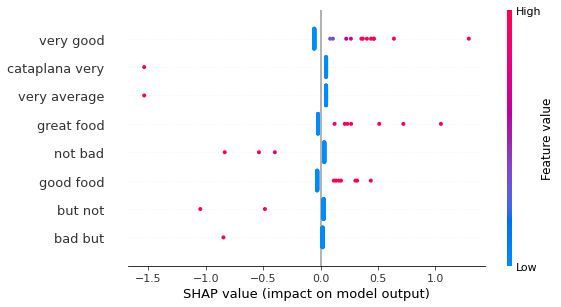 High
very good
cataplana very
very average
great food
not bad
good food
but not
bad but
Feature value
Low
−1.5 −1.0 −0.5 0.0 0.5 1.0
SHAP value (impact on model output)